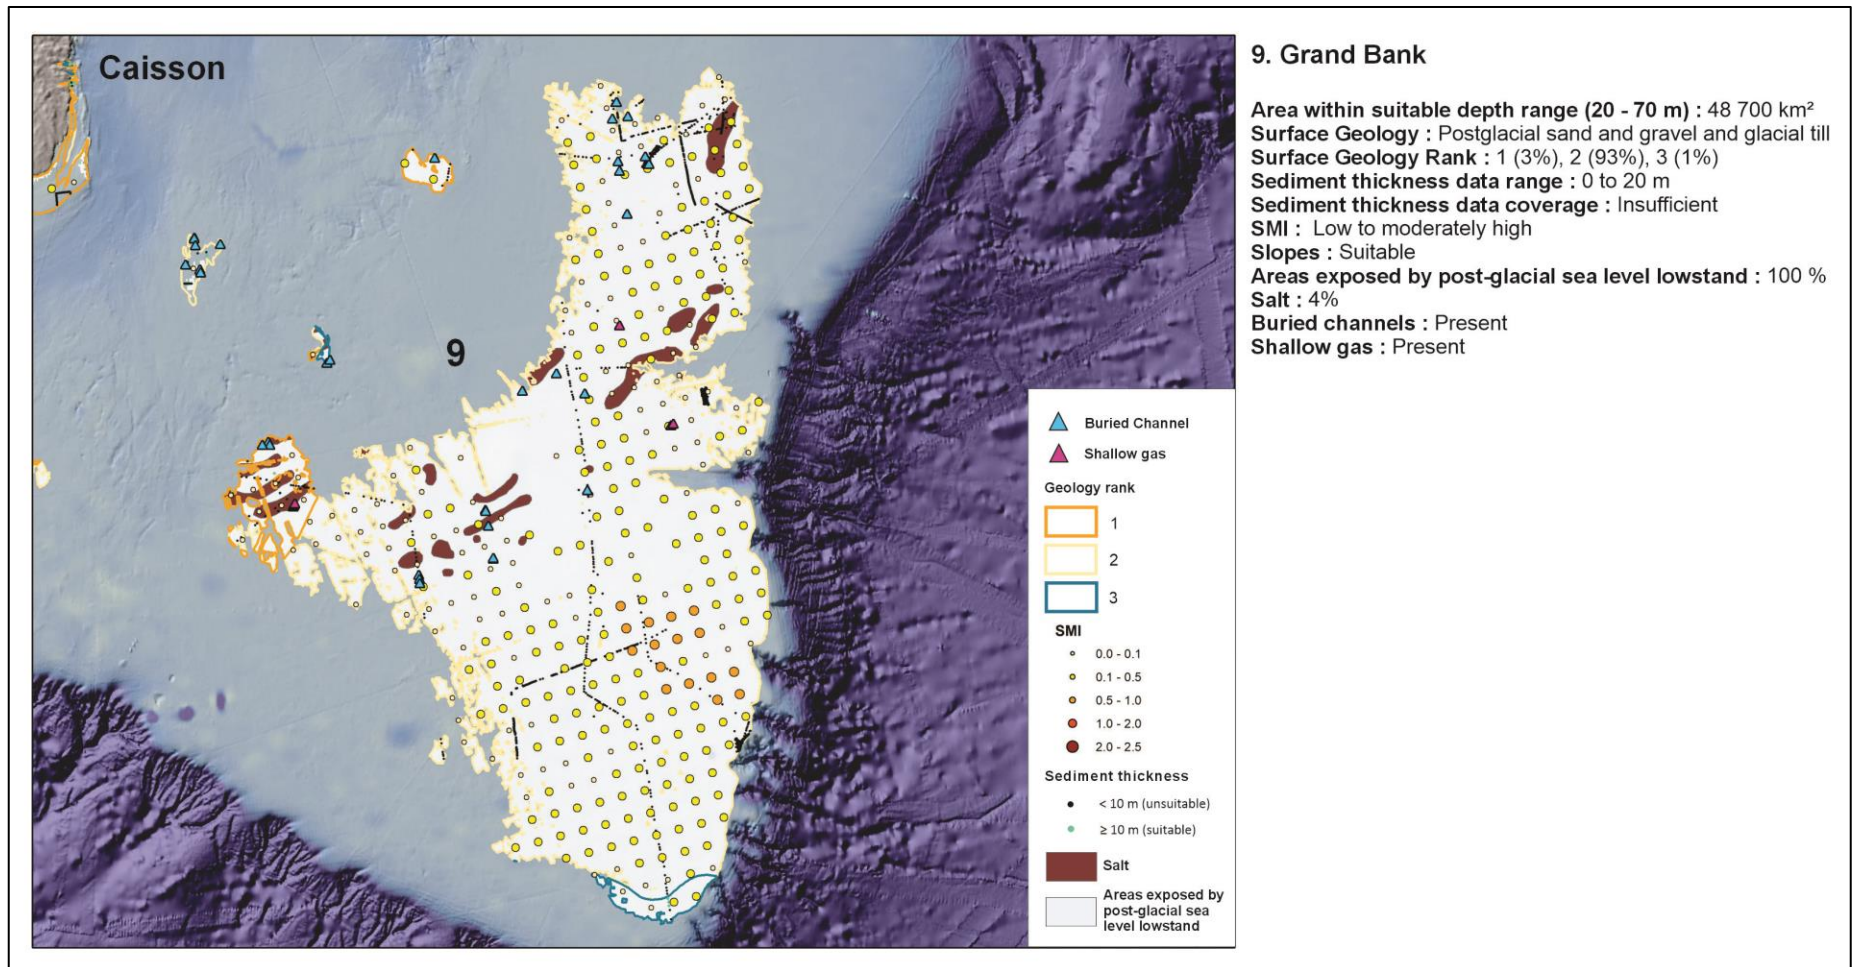 Caisson
9
9. Grand Bank
Area within suitable depth range (20 - 70 m) : 48 700 km²
Surface Geology : Postglacial sand and gravel and glacial till
Surface Geology Rank : 1 (3%), 2 (93%), 3 (1%)
Sediment thickness data range : 0 to 20 m
Sediment thickness data coverage : Insufficient
SMI : Low to moderately high
Slopes : Suitable
Areas exposed by post-glacial sea level lowstand : 100 %
Salt : 4%
Buried channels : Present
Shallow gas : Present
Buried Channel
Shallow gas
Geology rank
1
2
3
SMI
0.0 - 0.1
0.1 - 0.5
0.5 - 1.0
1.0 - 2.0
2.0 - 2.5
Sediment thickness
< 10 m (unsuitable)
≥ 10 m (suitable)
Salt
Areas exposed by
post-glacial sea
level lowstand